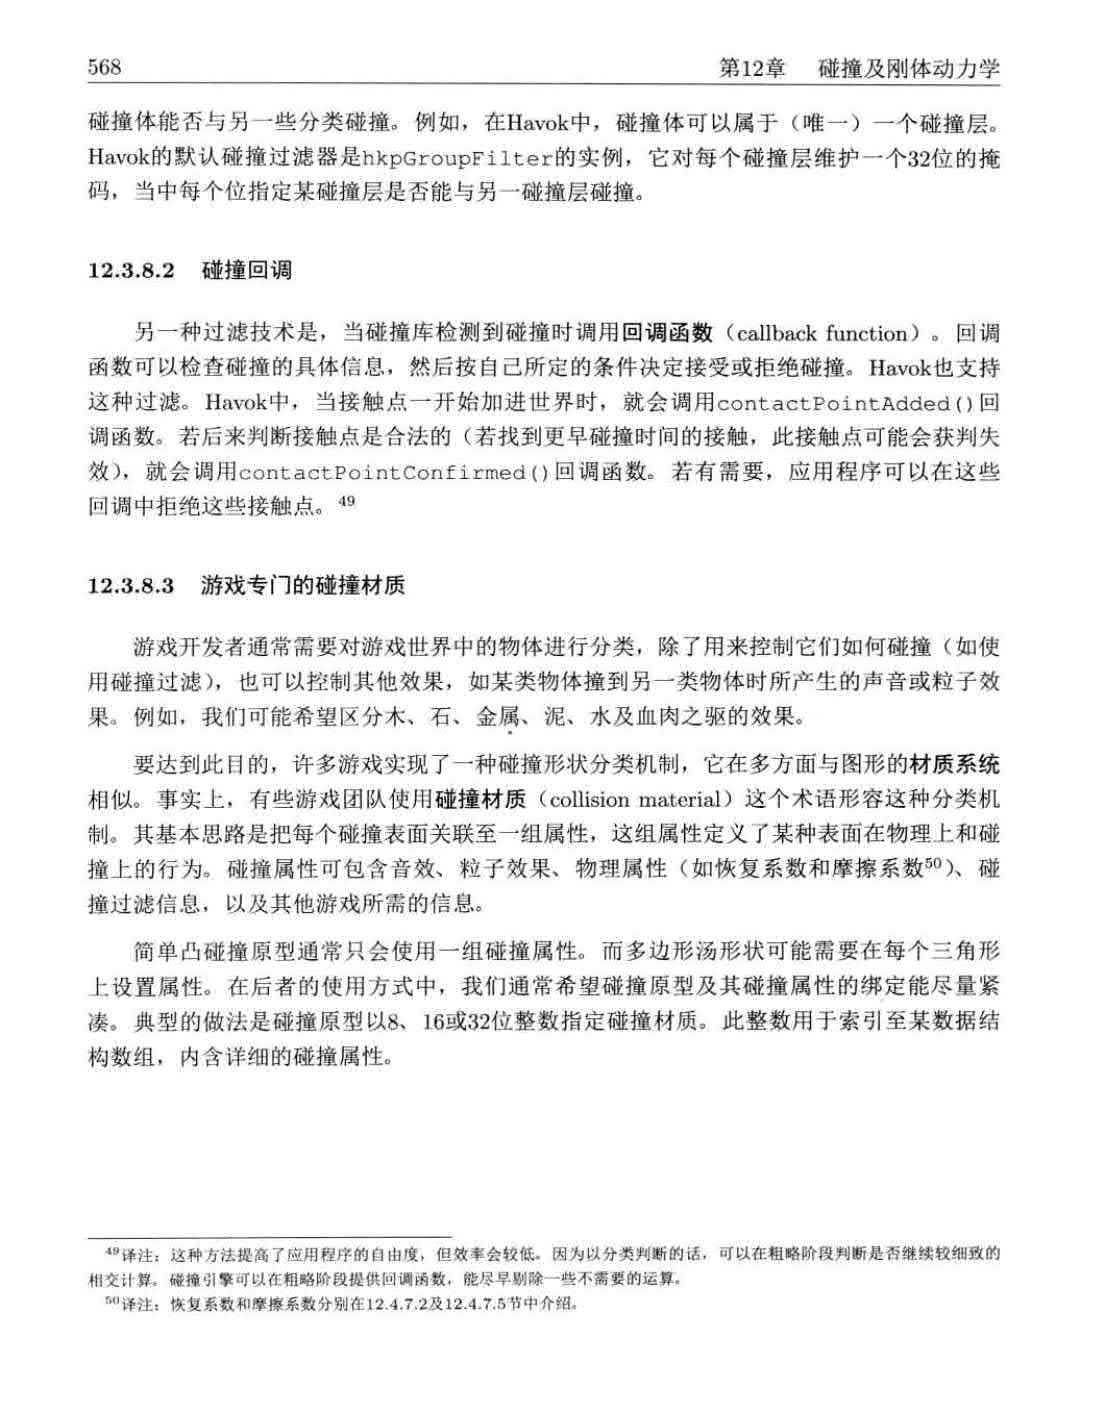 568
第12章 碰撞及刚体动力学
碰撞体能否与另一些分类碰撞。例如，在Havok中，碰撞体可以属于（唯一）一个碰撞层。
Havok的默认碰撞过滤器是hkpGroupFilter的实例，它对每个碰撞层维护一个32位的掩
码，当中每个位指定某碰撞层是否能与另一碰撞层碰撞。
12.3.8.2 碰撞回调
另一种过滤技术是，当碰撞库检测到碰撞时调用回调函数（callback function）。回调
函数可以检查碰撞的具体信息，然后按自己所定的条件决定接受或拒绝碰撞。Havok也支持
这种过滤。Havok中，当接触点一开始加进世界时，就会调用contactPointAdded()回
调函数。若后来判断接触点是合法的（若找到更早碰撞时间的接触，此接触点可能会获判失
效），就会调用contactPointConfirmed()回调函数。若有需要，应用程序可以在这些
回调中拒绝这些接触点。49
12.3.8.3 游戏专门的碰撞材质
游戏开发者通常需要对游戏世界中的物体进行分类，除了用来控制它们如何碰撞（如使
用碰撞过滤），也可以控制其他效果，如某类物体撞到另一类物体时所产生的声音或粒子效
果。例如，我们可能希望区分木、石、金属、泥、水及血肉之躯的效果。
要达到此目的，许多游戏实现了一种碰撞形状分类机制，它在多方面与图形的材质系统
相似。事实上，有些游戏团队使用碰撞材质（collision material）这个术语形容这种分类机
制。其基本思路是把每个碰撞表面关联至一组属性，这组属性定义了某种表面在物理上和碰
撞上的行为。碰撞属性可包含音效、粒子效果、物理属性（如恢复系数和摩擦系数50）、碰
撞过滤信息，以及其他游戏所需的信息。
简单凸碰撞原型通常只会使用一组碰撞属性。而多边形汤形状可能需要在每个三角形
上设置属性。在后者的使用方式中，我们通常希望碰撞原型及其碰撞属性的绑定能尽量紧
凑。典型的做法是碰撞原型以8、16或32位整数指定碰撞材质。此整数用于索引至某数据结
构数组，内含详细的碰撞属性。
49译注：这种方法提高了应用程序的自由度，但效率会较低。因为以分类判断的话，可以在粗略阶段判断是否继续较细致的
相交计算。碰撞引擎可以在粗略阶段提供回调函数，能尽早剔除一些不需要的运算。
50译注：恢复系数和摩擦系数分别在12.4.7.2及12.4.7.5节中介绍。